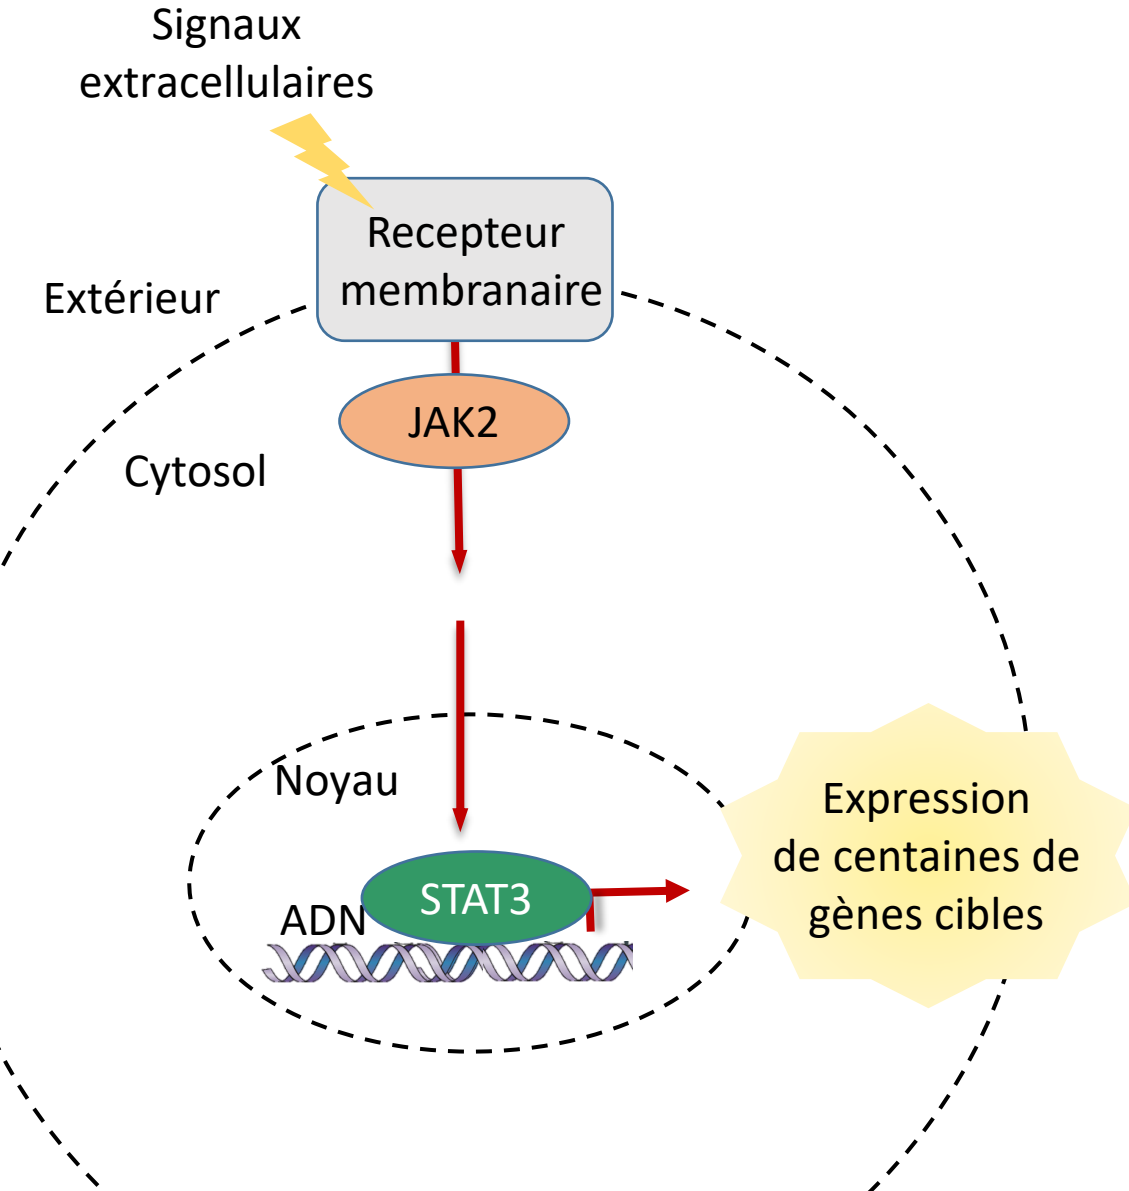 Signaux
extracellulaires
Recepteur
membranaire
Extérieur
JAK2
Cytosol
Noyau
Expression
de centaines de
gènes cibles
STAT3
ADN